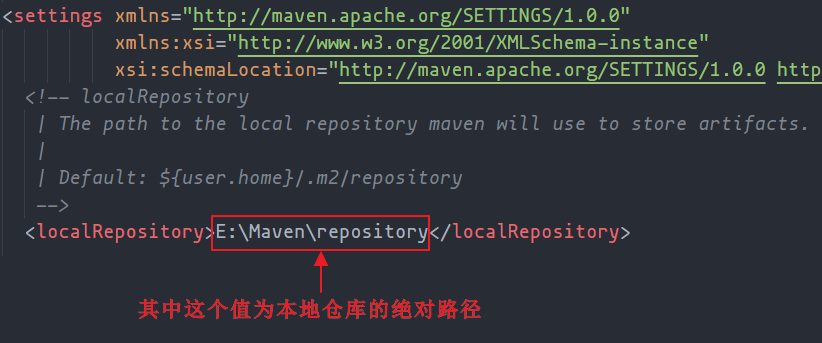 <settings xmlns="http://maven.apache.org/SETTINGS/1.0.0"
xmlns:xsi="http://www.w3.org/2001/XMLSchema-instance"
xsi:schemaLocation="http://maven.apache.org/SETTINGS/1.0.0 http
<!-- localRepository
| The path to the local repository maven will use to store artifacts.
|
| Default: ${user.home}/.m2/repository
-->
<localRepository>E:\Maven\repository</localRepository>
其中这个值为本地仓库的绝对路径